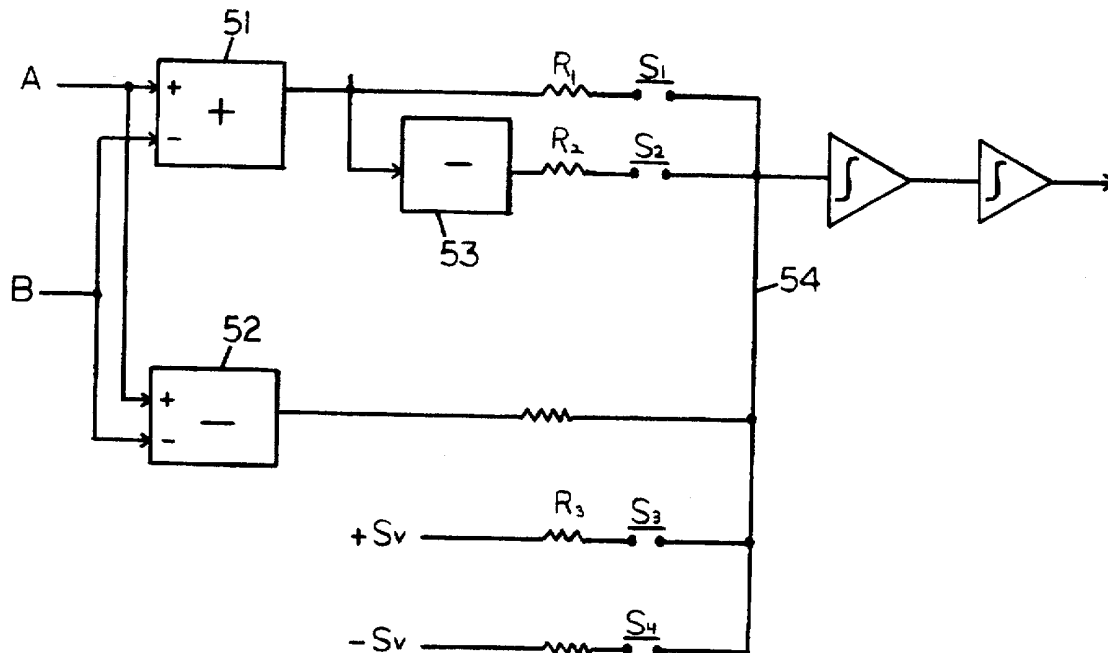 51
A
+
-
+
R1
S1
-
53
R2
S2
∫
∫
B
54
52
+
-
-
+Sv
R3
S3
-Sv
S4